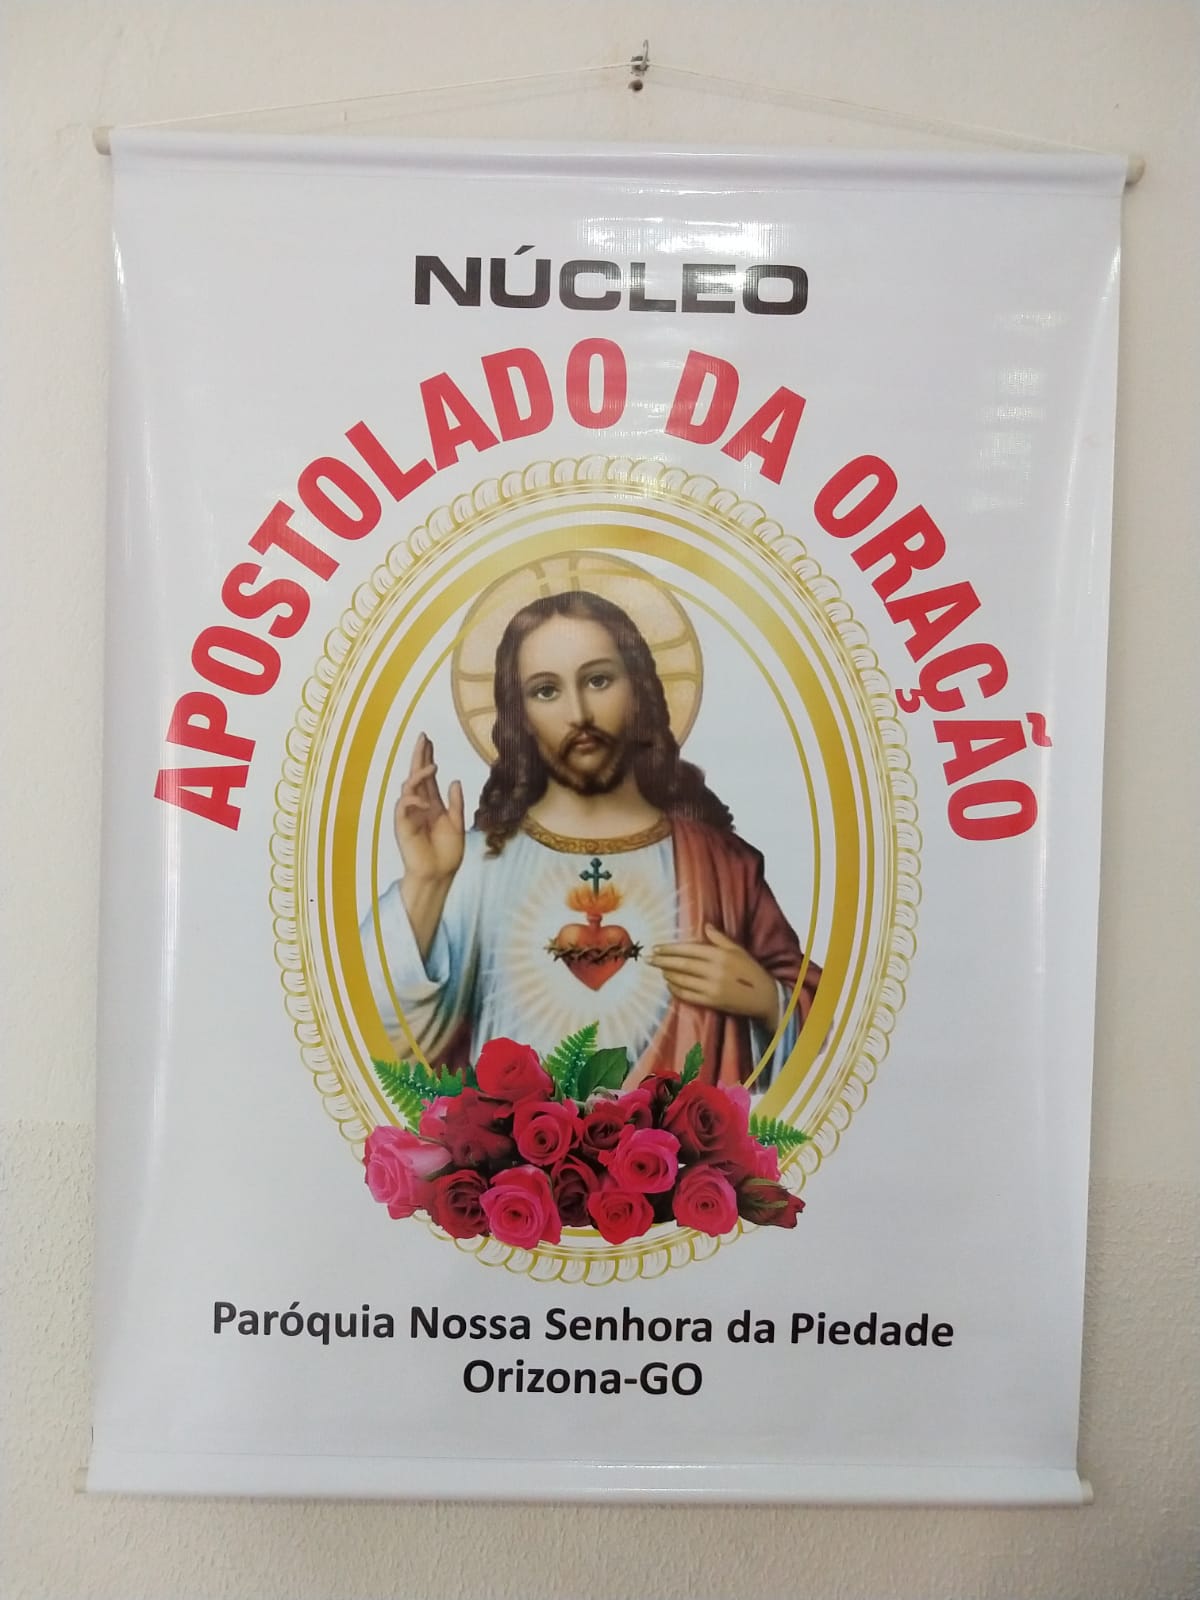 NÚCLEO
APOSTOLADO DA ORAÇÃO
Paróquia Nossa Senhora da Piedade
Orizona-GO